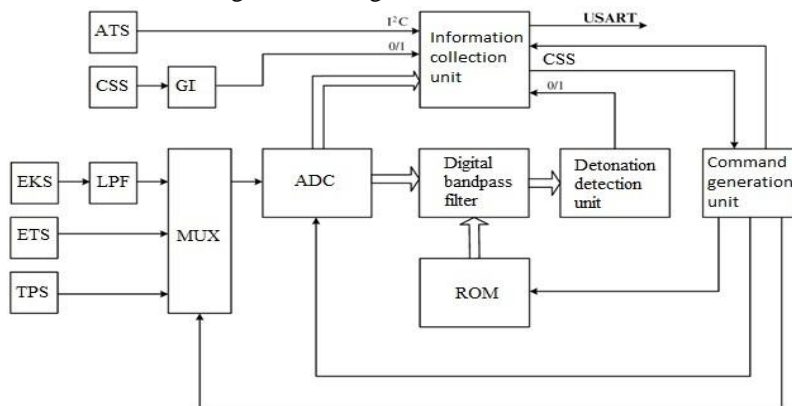 ATS
I²C
Information
collection
unit
USART
CSS
GI
0/1
CSS
0/1
EKS
LPF
MUX
ADC
Digital
bandpass
filter
Detonation
detection
unit
Command
generation
unit
ETS
TPS
ROM